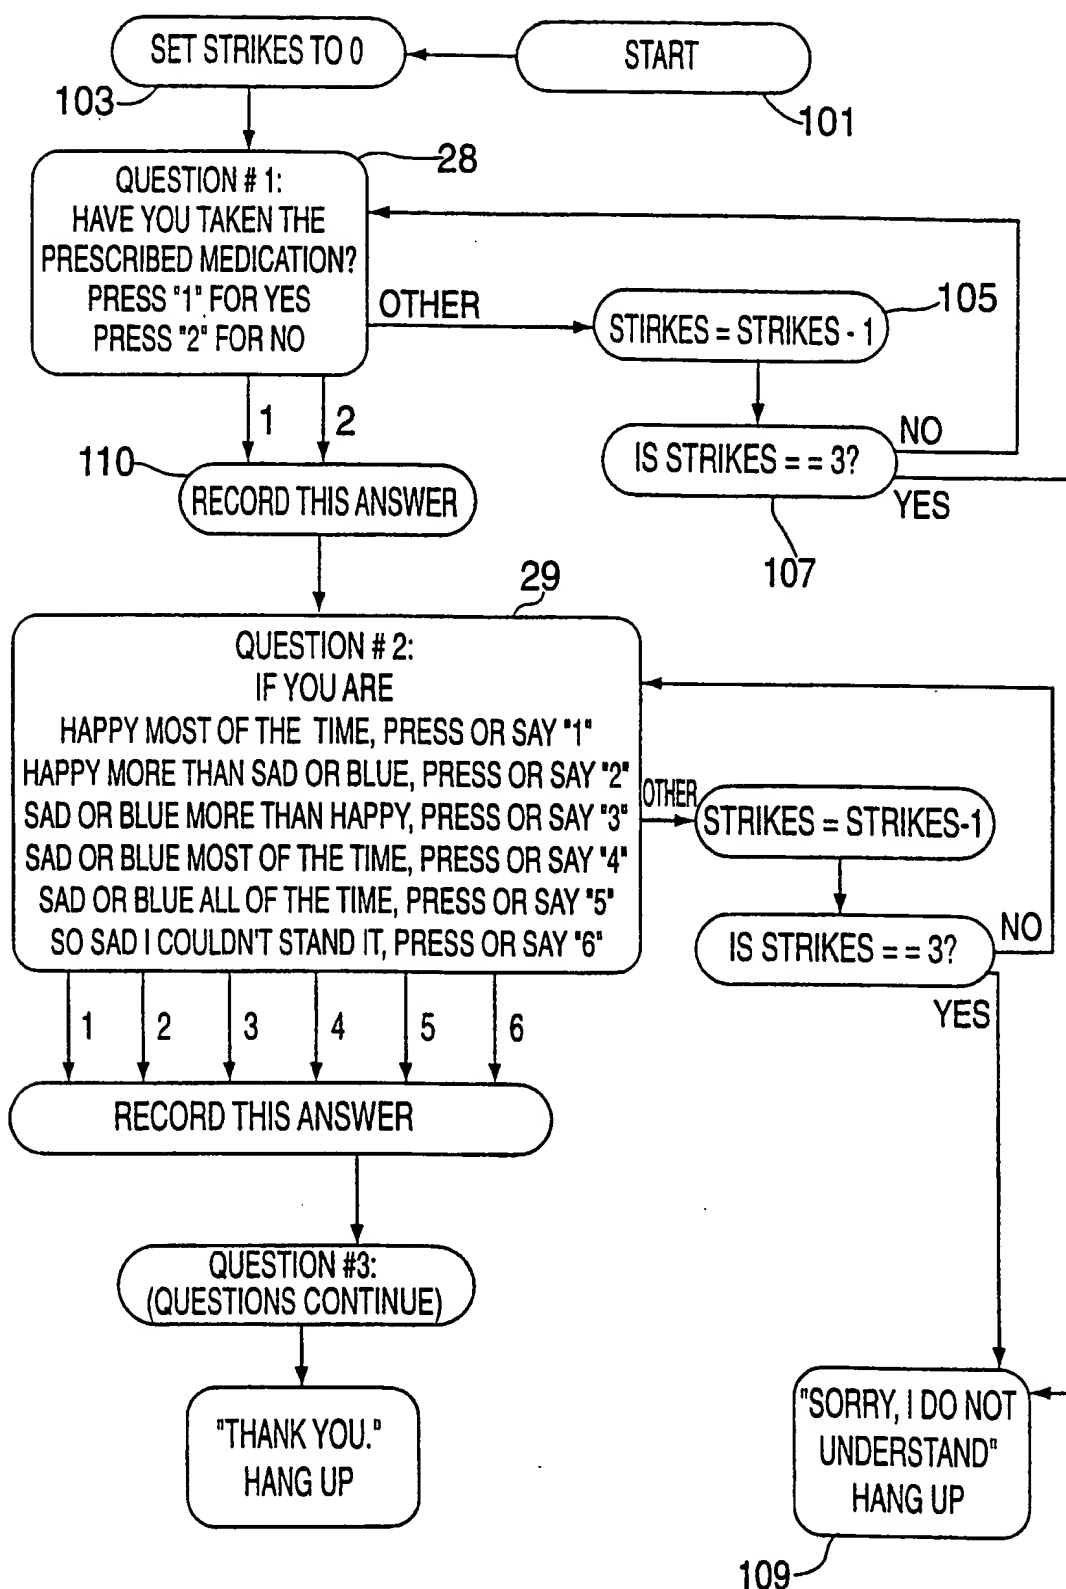 SET STRIKES TO 0
START
103
101
28
QUESTION # 1:
HAVE YOU TAKEN THE
PRESCRIBED MEDICATION?
PRESS "1" FOR YES
PRESS "2" FOR NO
OTHER
105
STIRKES = STRIKES - 1
1
2
NO
110
IS STRIKES = = 3?
RECORD THIS ANSWER
YES
107
29
QUESTION # 2:
IF YOU ARE
HAPPY MOST OF THE TIME, PRESS OR SAY "1"
HAPPY MORE THAN SAD OR BLUE, PRESS OR SAY "2"
SAD OR BLUE MORE THAN HAPPY, PRESS OR SAY "3"
SAD OR BLUE MOST OF THE TIME, PRESS OR SAY "4"
SAD OR BLUE ALL OF THE TIME, PRESS OR SAY "5"
SO SAD I COULDN'T STAND IT, PRESS OR SAY "6"
OTHER
STRIKES = STRIKES-1
IS STRIKES = = 3?
NO
YES
1
2
3
4
5
6
RECORD THIS ANSWER
QUESTION #3:
(QUESTIONS CONTINUE)
"THANK YOU."
HANG UP
"SORRY, I DO NOT
UNDERSTAND"
HANG UP
109